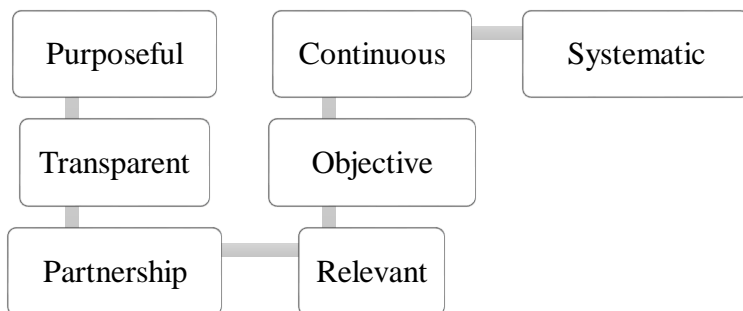 Purposeful
Transparent
Partnership
Relevant
Objective
Continuous
Systematic